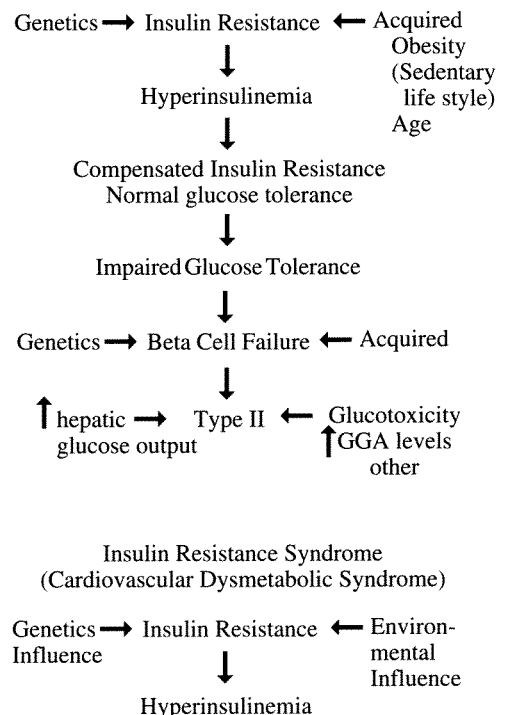 Genetics Insulin Resistance Acquired
Obesity
(Sedentary
life style)
Age
Hyperinsulinemia
Compensated Insulin Resistance
Normal glucose tolerance
Impaired Glucose Tolerance
Genetics Beta Cell Failure Acquired
hepatic Type II Glucotoxicity
glucose output GGA levels
other
Insulin Resistance Syndrome
(Cardiovascular Dysmetabolic Syndrome)
Genetics Insulin Resistance Environ-
Influence mental
Influence
Hyperinsulinemia